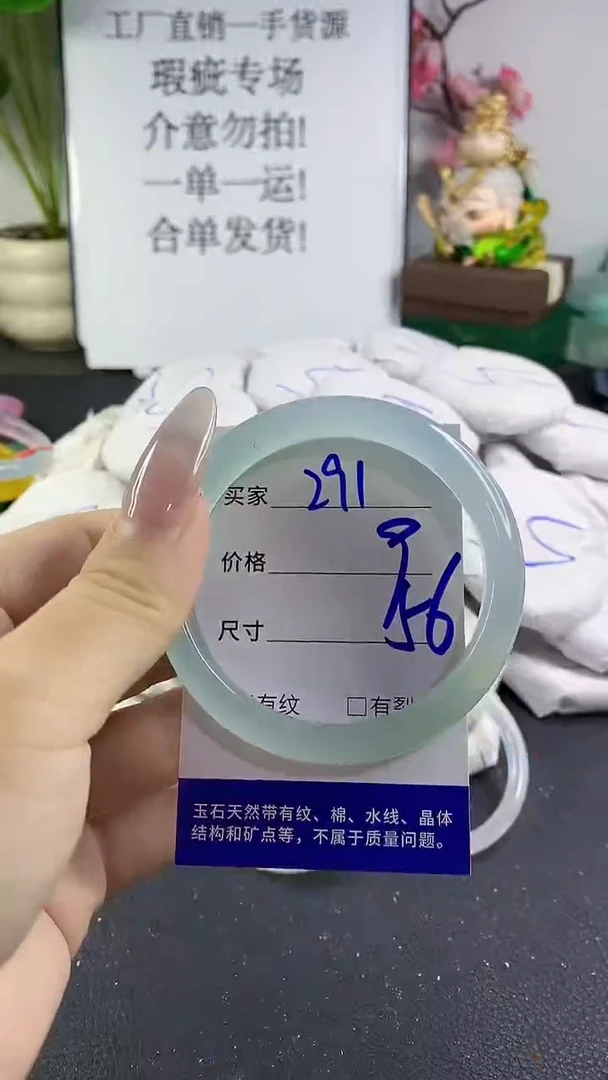 工厂直销一手货源
瑕疵专场
介意勿拍!
一单一运!
合单发货!
买家 291
价格
尺寸 56
有纹 □有裂
玉石天然带有纹、棉、水线、晶体
结构和矿点等，不属于质量问题。